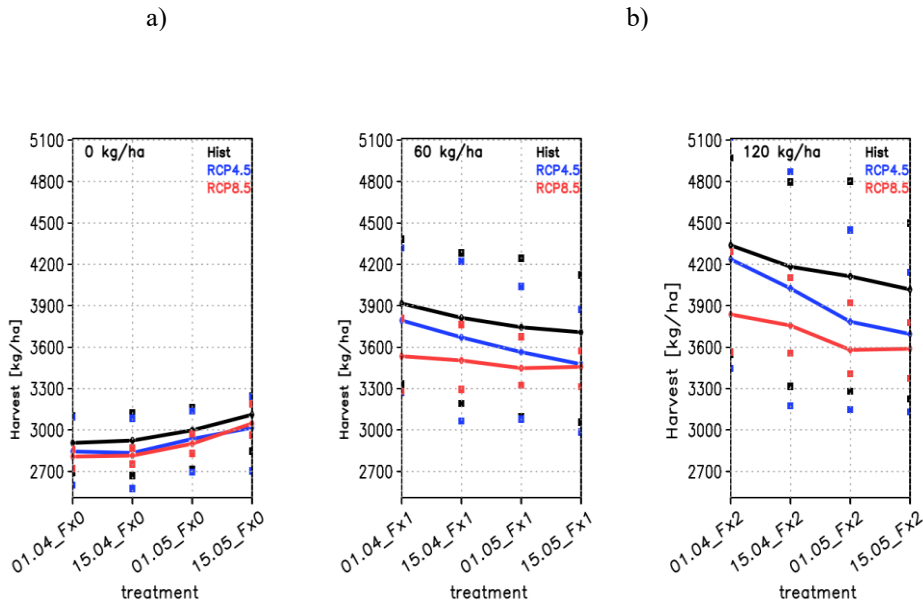 a)
b)
5100
4800
4500
4200
3900
3600
3300
3000
2700
Harvest [kg/ha]
0 kg/ha
Hist
RCP4.5
RCP8.5
01.04_Fx0
15.04_Fx0
01.05_Fx0
15.05_Fx0
treatment
5100
4800
4500
4200
3900
3600
3300
3000
2700
Harvest [kg/ha]
60 kg/ha
Hist
RCP4.5
RCP8.5
01.04_Fx1
15.04_Fx1
01.05_Fx1
15.05_Fx1
treatment
5100
4800
4500
4200
3900
3600
3300
3000
2700
Harvest [kg/ha]
120 kg/ha
Hist
RCP4.5
RCP8.5
01.04_Fx2
15.04_Fx2
01.05_Fx2
15.05_Fx2
treatment